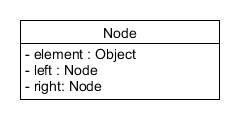 Node
- element : Object
- left : Node
- right: Node